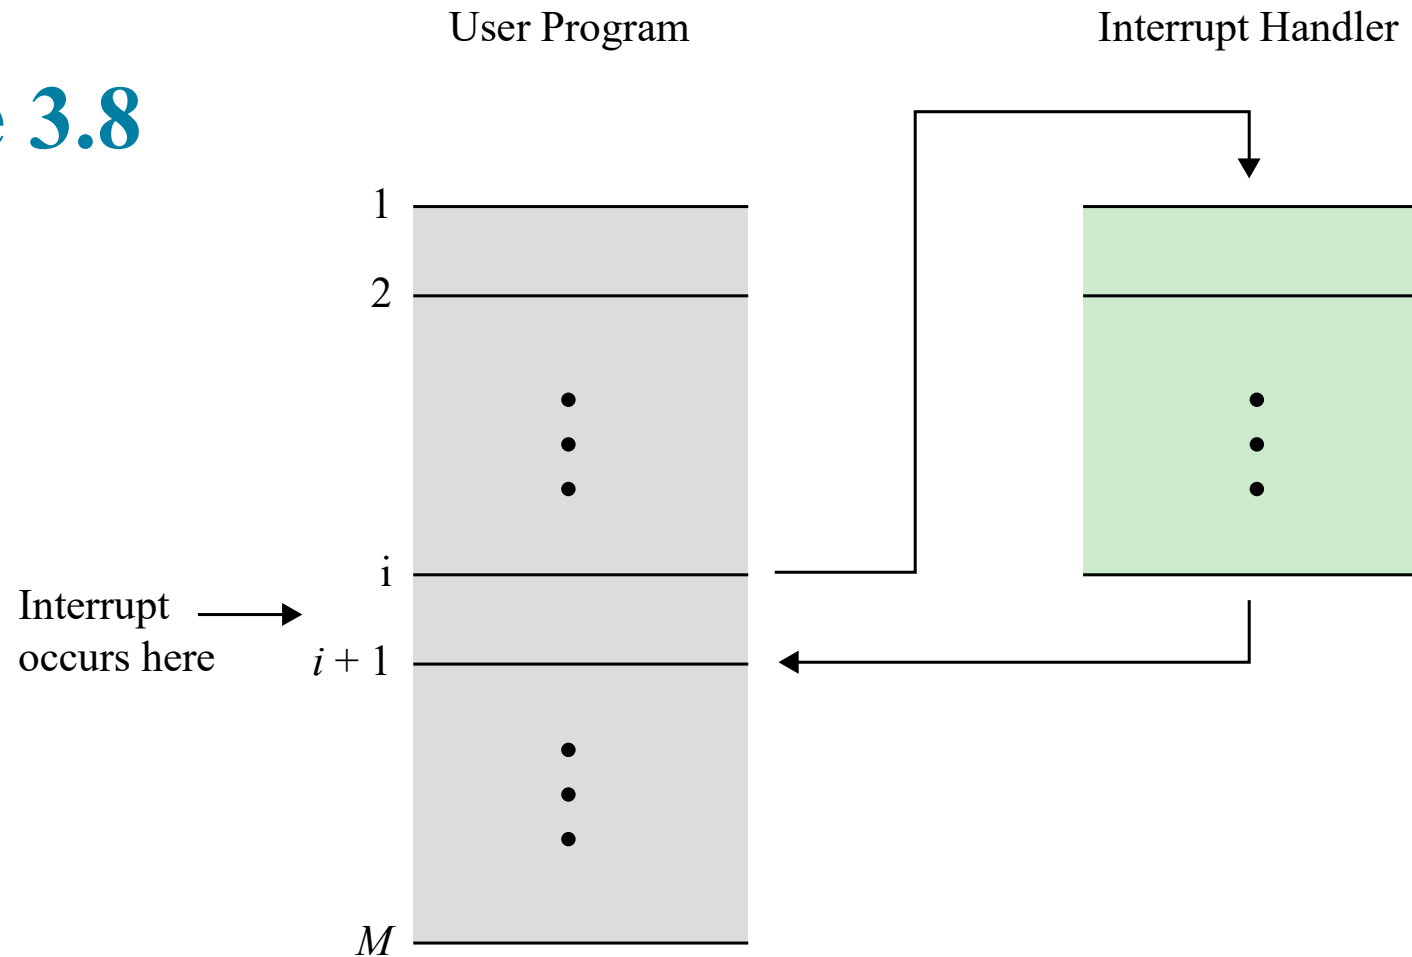 User Program
Interrupt Handler
e 3.8
1
2
i
Interrupt
occurs here
i + 1
M